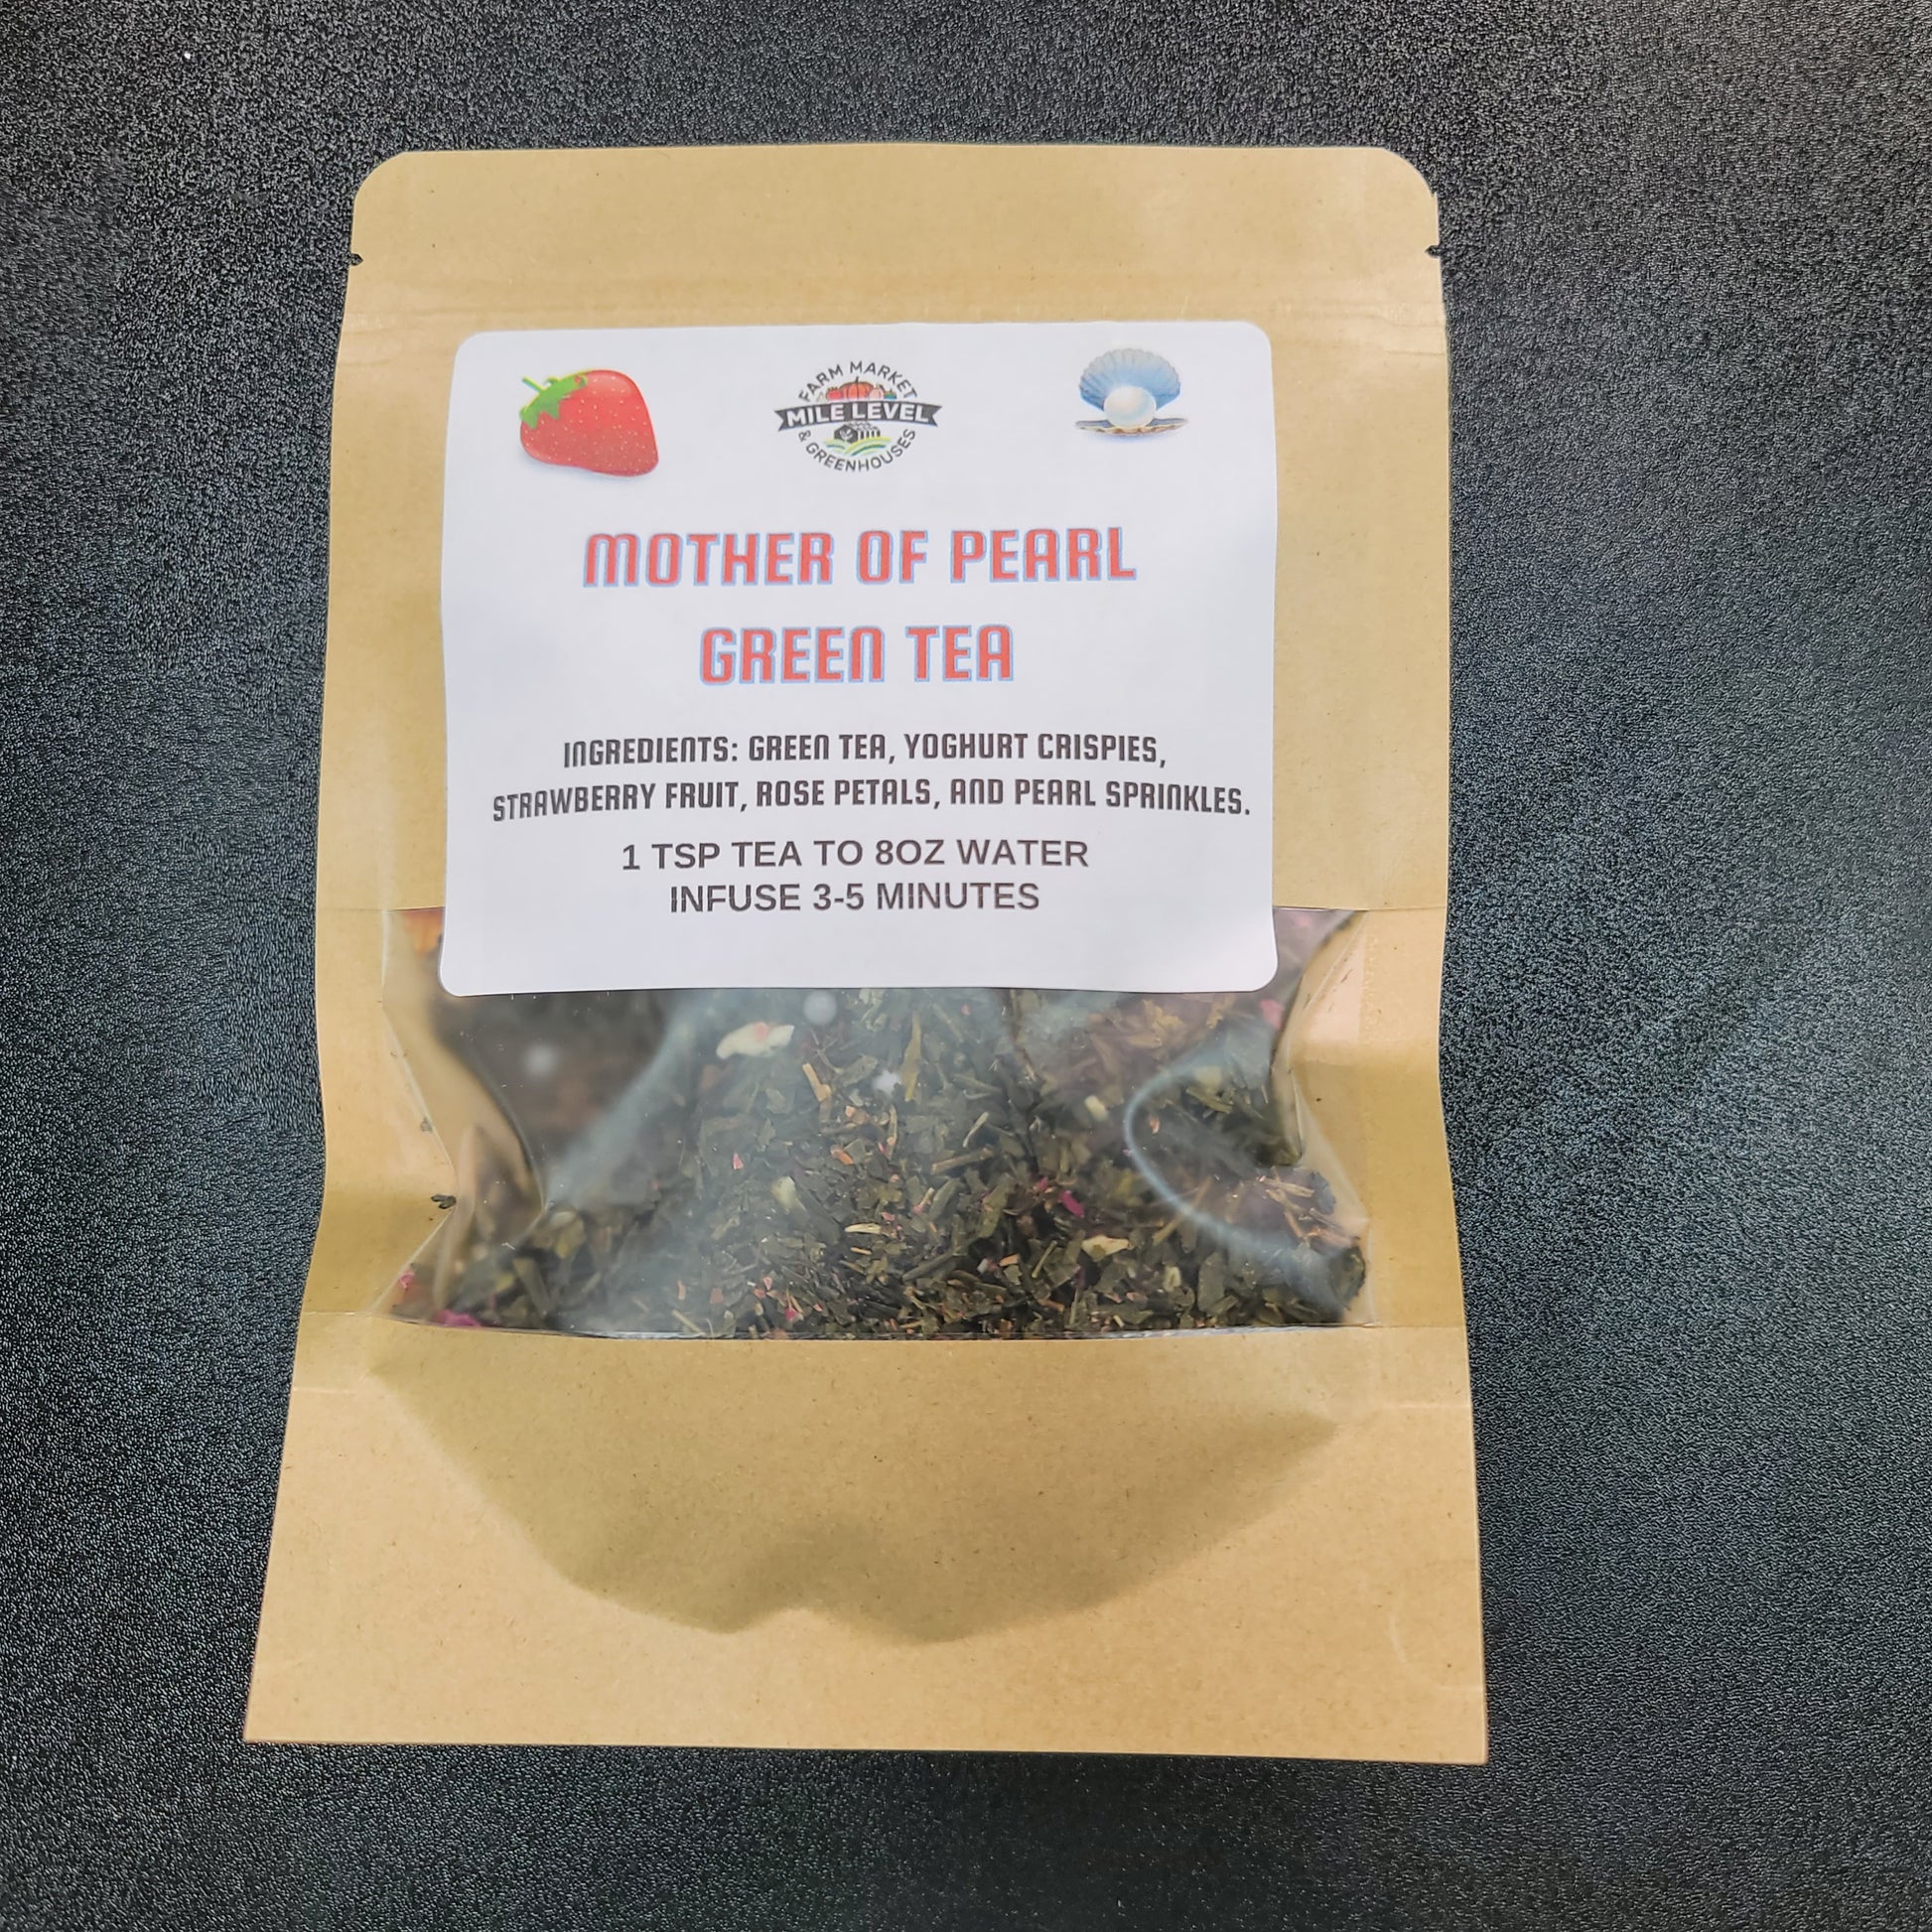 FARM MARKET
MILE LEVEL
& GREENHOUSES
MOTHER OF PEARL
GREEN TEA
INGREDIENTS: GREEN TEA, YOGHURT CRISPIES,
STRAWBERRY FRUIT, ROSE PETALS, AND PEARL SPRINKLES.
1 TSP TEA TO 8OZ WATER
INFUSE 3-5 MINUTES